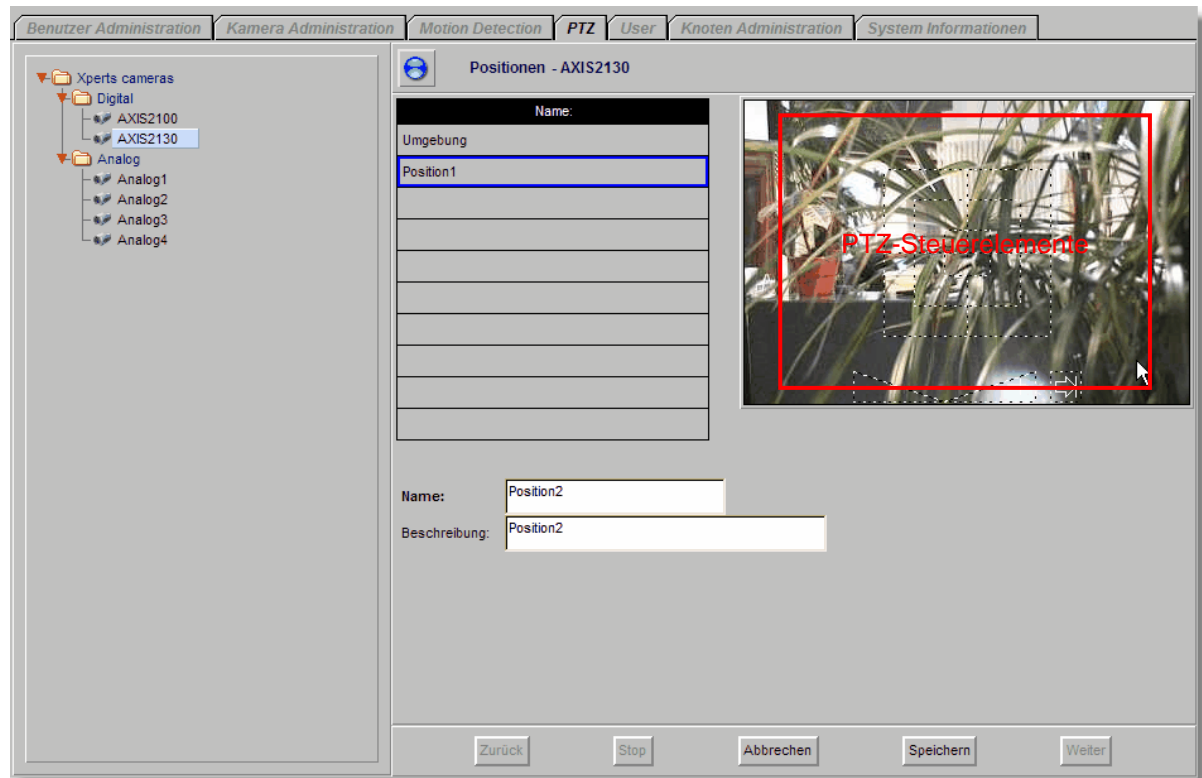 Benutzer Administration Kamera Administration Motion Detection PTZ User Knoten Administration System Informationen
Xperts cameras
Digital
AXIS2100
AXIS2130
Analog
Analog1
Analog2
Analog3
Analog4
Positionen - AXIS2130
Name:
Umgebung
Position1
PTZ-Steuerelemente
Name: Position2
Beschreibung: Position2
Zurück Stop Abbrechen Speichern Weiter